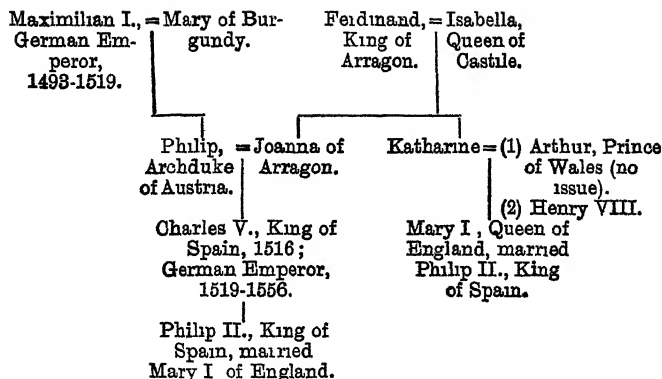 Maximilian I., = Mary of Bur-
German Em- gundy.
peror,
1493-1519.
Ferdinand, = Isabella,
King of Queen of
Arragon. Castile.
Philip, = Joanna of
Archduke Arragon.
of Austria.
Katharine = (1) Arthur, Prince
of Wales (no
issue).
(2) Henry VIII.
Charles V., King of
Spain, 1516;
German Emperor,
1519-1556.
Mary I, Queen of
England, married
Philip II., King
of Spain.
Philip II., King of
Spain, married
Mary I of England.